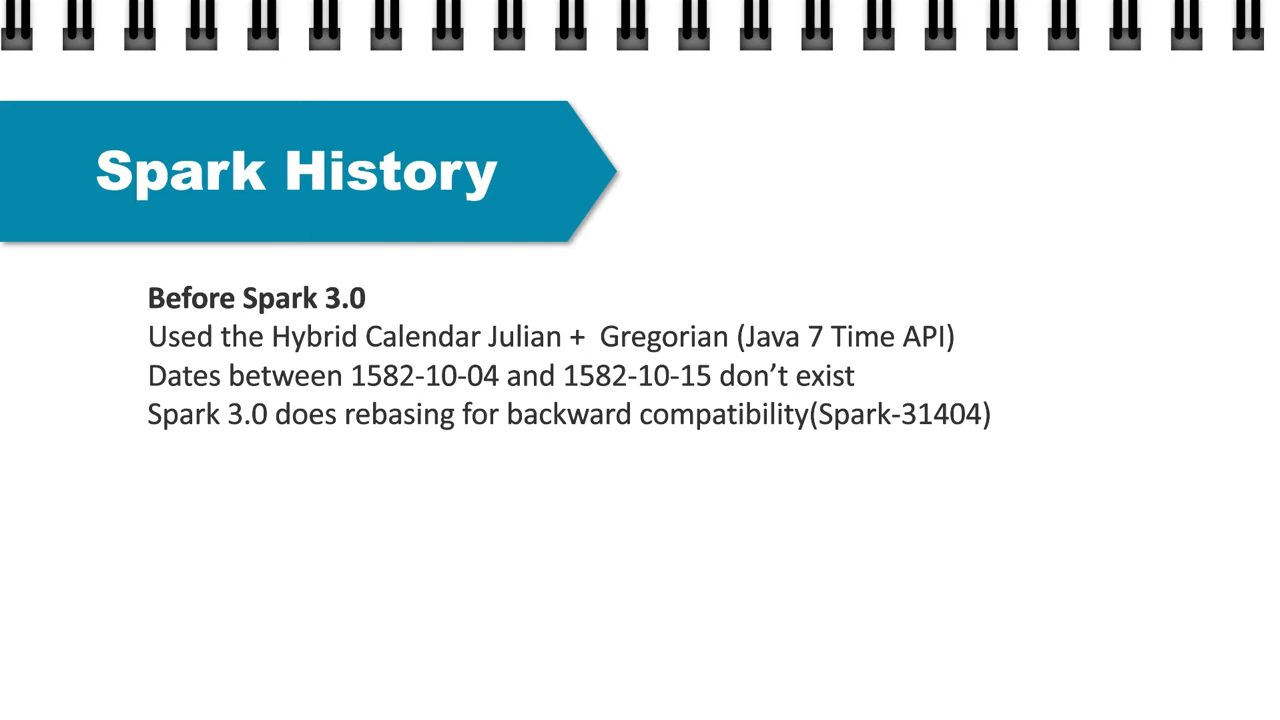 Spark History
Before Spark 3.0
Used the Hybrid Calendar Julian +  Gregorian (Java 7 Time API)
Dates between 1582-10-04 and 1582-10-15 don’t exist
Spark 3.0 does rebasing for backward compatibility(Spark-31404)